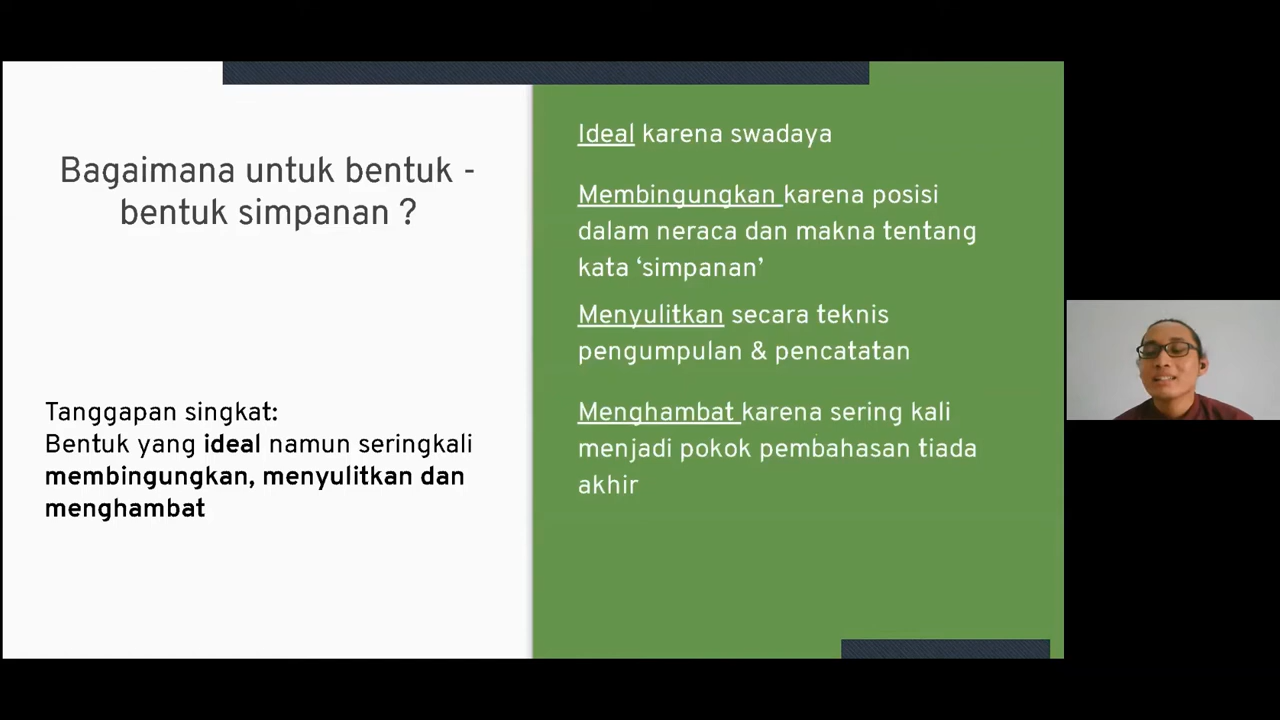 Bagaimana untuk bentuk -
bentuk simpanan ?
Tanggapan singkat:
Bentuk yang ideal namun seringkali
membingungkan, menyulitkan dan
menghambat
Ideal karena swadaya
Membingungkan karena posisi
dalam neraca dan makna tentang
kata ‘simpanan’
Menyulitkan secara teknis
pengumpulan & pencatatan
Menghambat karena sering kali
menjadi pokok pembahasan tiada
akhir